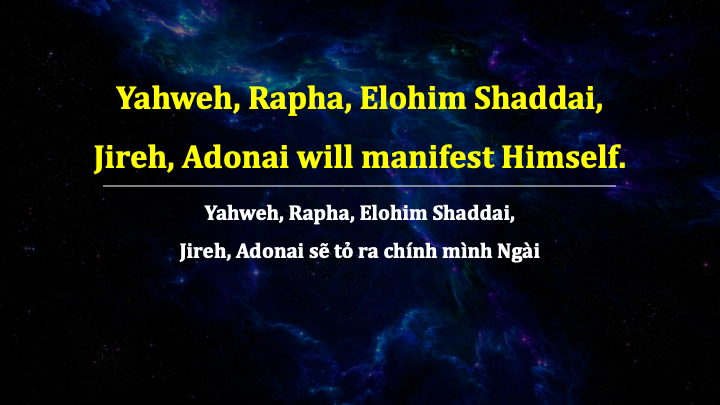 Yahweh, Rapha, Elohim Shaddai,
Jireh, Adonai will manifest Himself.
Yahweh, Rapha, Elohim Shaddai,
Jireh, Adonai sẽ tỏ ra chính mình Ngài